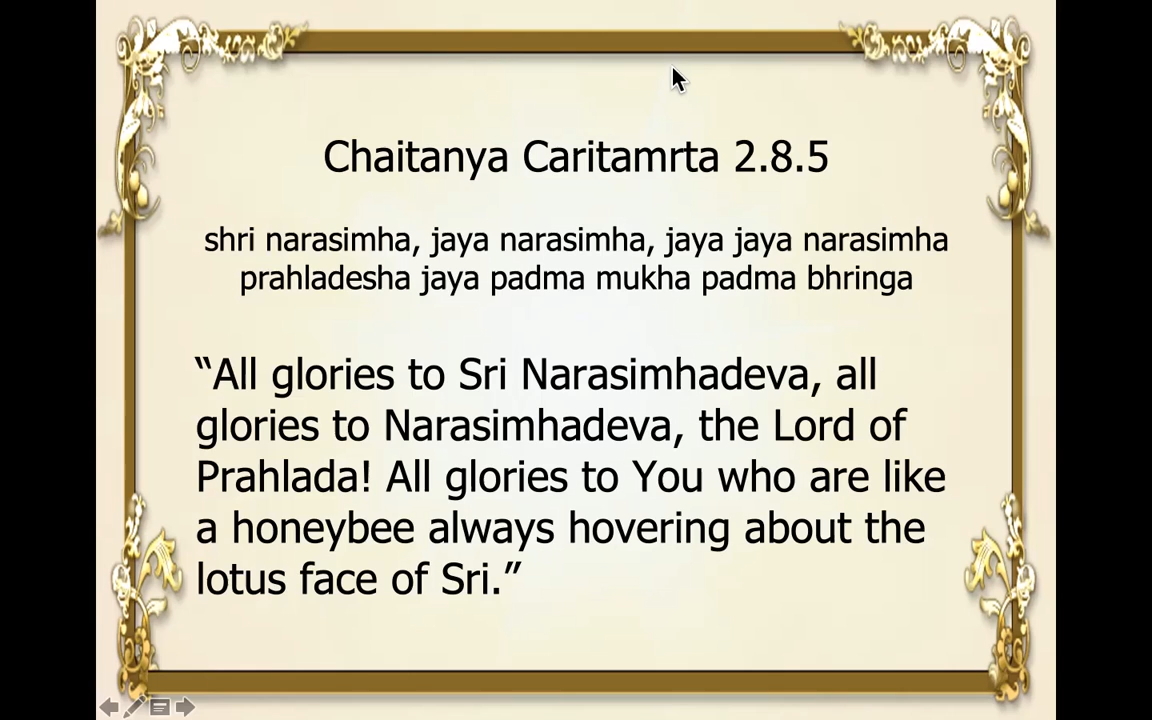 Chaitanya Caritamrta 2.8.5
shri narasimha, jaya narasimha, jaya jaya narasimha
prahladesha jaya padma mukha padma bhringa
“All glories to Sri Narasimhadeva, all
glories to Narasimhadeva, the Lord of
Prahlada! All glories to You who are like
a honeybee always hovering about the
lotus face of Sri.”